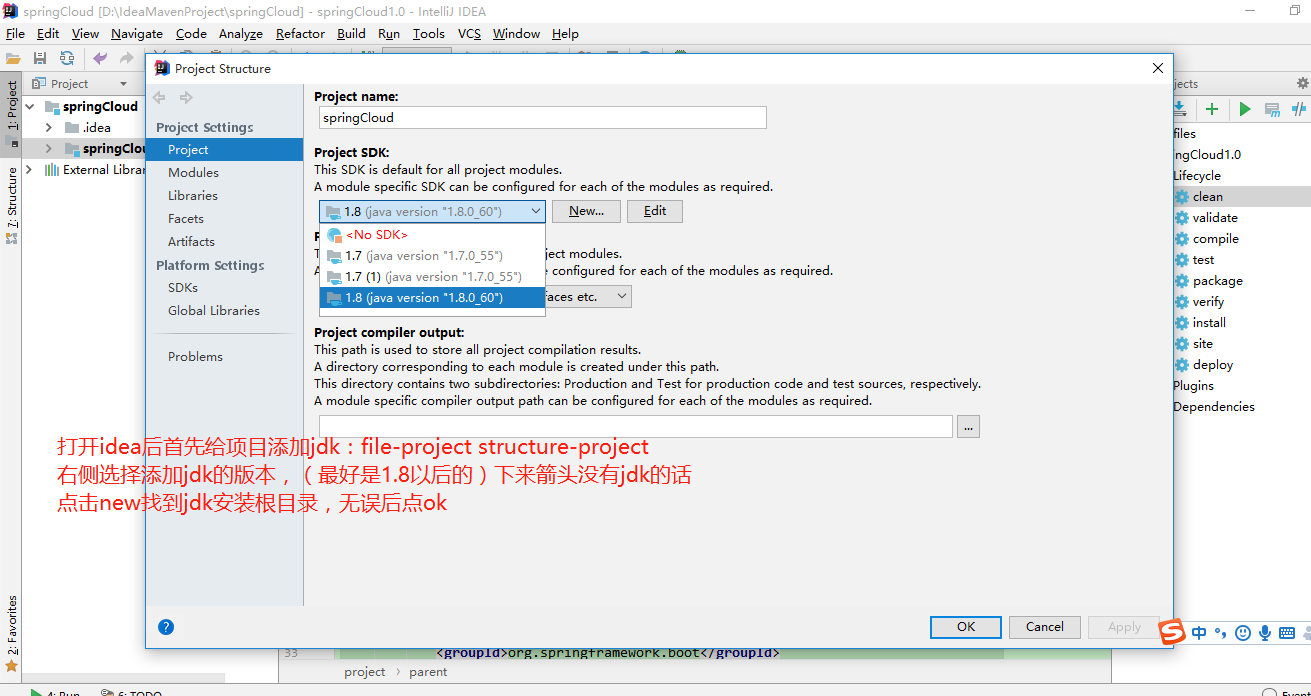 springCloud [D:\IdeaMavenProject\springCloud] - springCloud1.0 - IntelliJ IDEA
File Edit View Navigate Code Analyze Refactor Build Run Tools VCS Window Help
Project Structure
1: Project
7: Structure
2: Favorites
Project
springCloud
.idea
springClou
External Librar
Project Settings
Project
Modules
Libraries
Facets
Artifacts
Platform Settings
SDKs
Global Libraries
Problems
Project name:
springCloud
Project SDK:
This SDK is default for all project modules.
A module specific SDK can be configured for each of the modules as required.
1.8 (java version "1.8.0_60") New... Edit
<No SDK>
1.7 (java version "1.7.0_55")
1.7 (1) (java version "1.7.0_55")
1.8 (java version "1.8.0_60")
P
T
ject modules.
A
configured for each of the modules as required.
faces etc.
Project compiler output:
This path is used to store all project compilation results.
A directory corresponding to each module is created under this path.
This directory contains two subdirectories: Production and Test for production code and test sources, respectively.
A module specific compiler output path can be configured for each of the modules as required.
...
打开idea后首先给项目添加jdk：file-project structure-project
右侧选择添加jdk的版本，（最好是1.8以后的）下来箭头没有jdk的话
点击new找到jdk安装根目录，无误后点ok
? OK Cancel Apply
jects
files
ngCloud1.0
Lifecycle
clean
validate
compile
test
package
verify
install
site
deploy
Plugins
Dependencies
S 中
33 <groupId>org.springframework.boot</groupId>
project › parent
4: Run 6: TODO Event